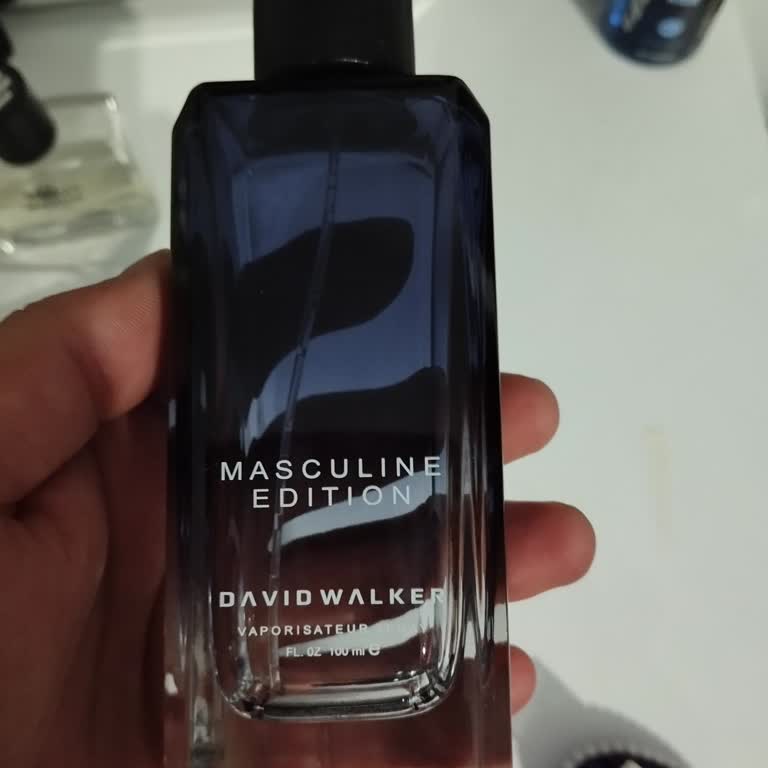 MASCULINE
EDITION
DAVIDWALKER
VAPORISATEUR
FL. OZ 100 ml e